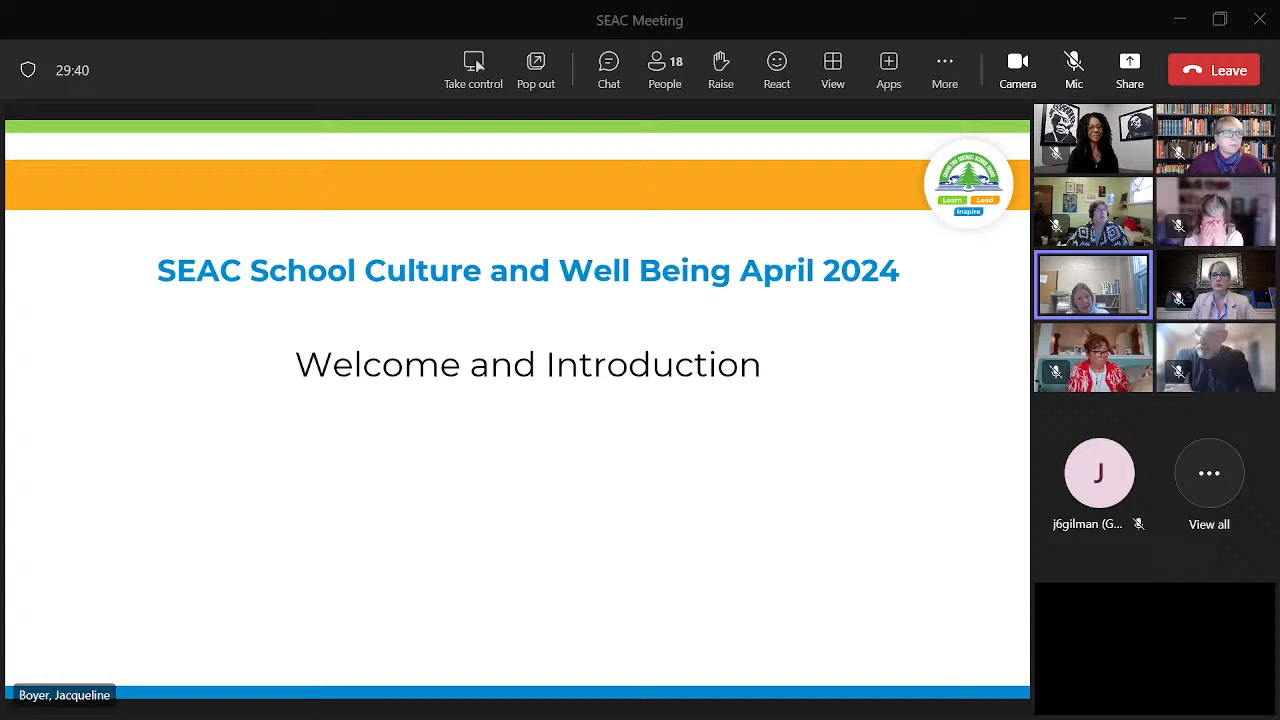 SEAC Meeting
29:40
Take control
Pop out
Chat
18
People
Raise
React
View
Apps
More
Camera
Mic
Share
Leave
Learn
Lead
Inspire
SEAC School Culture and Well Being April 2024
Welcome and Introduction
J
j6gilman (G...
View all
Boyer, Jacqueline